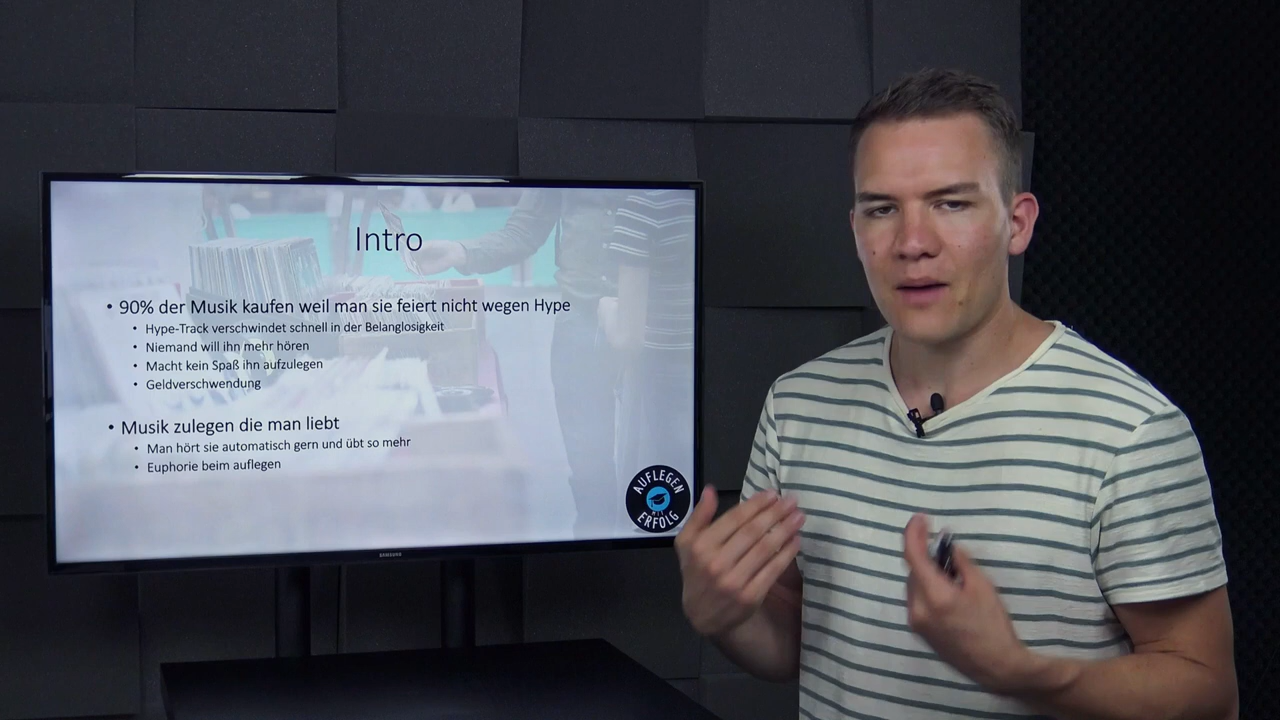 Intro
• 90% der Musik kaufen weil man sie feiert nicht wegen Hype
• Hype-Track verschwindet schnell in der Belanglosigkeit
• Niemand will ihn mehr hören
• Macht kein Spaß ihn aufzulegen
• Geldverschwendung
• Musik zulegen die man liebt
• Man hört sie automatisch gern und übt so mehr
• Euphorie beim auflegen
AUFLEGEN
MIT
ERFOLG
SAMSUNG